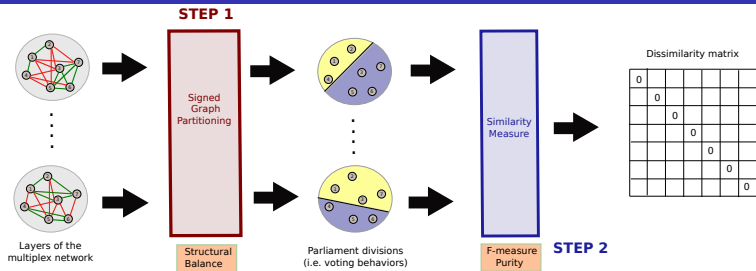 STEP 1
Dissimilarity matrix
Signed
Graph
Partitioning
Similarity
Measure
0
0
0
0
0
0
0
Layers of the
multiplex network
Structural
Balance
Parliament divisions
(i.e. voting behaviors)
F-measure
Purity
STEP 2